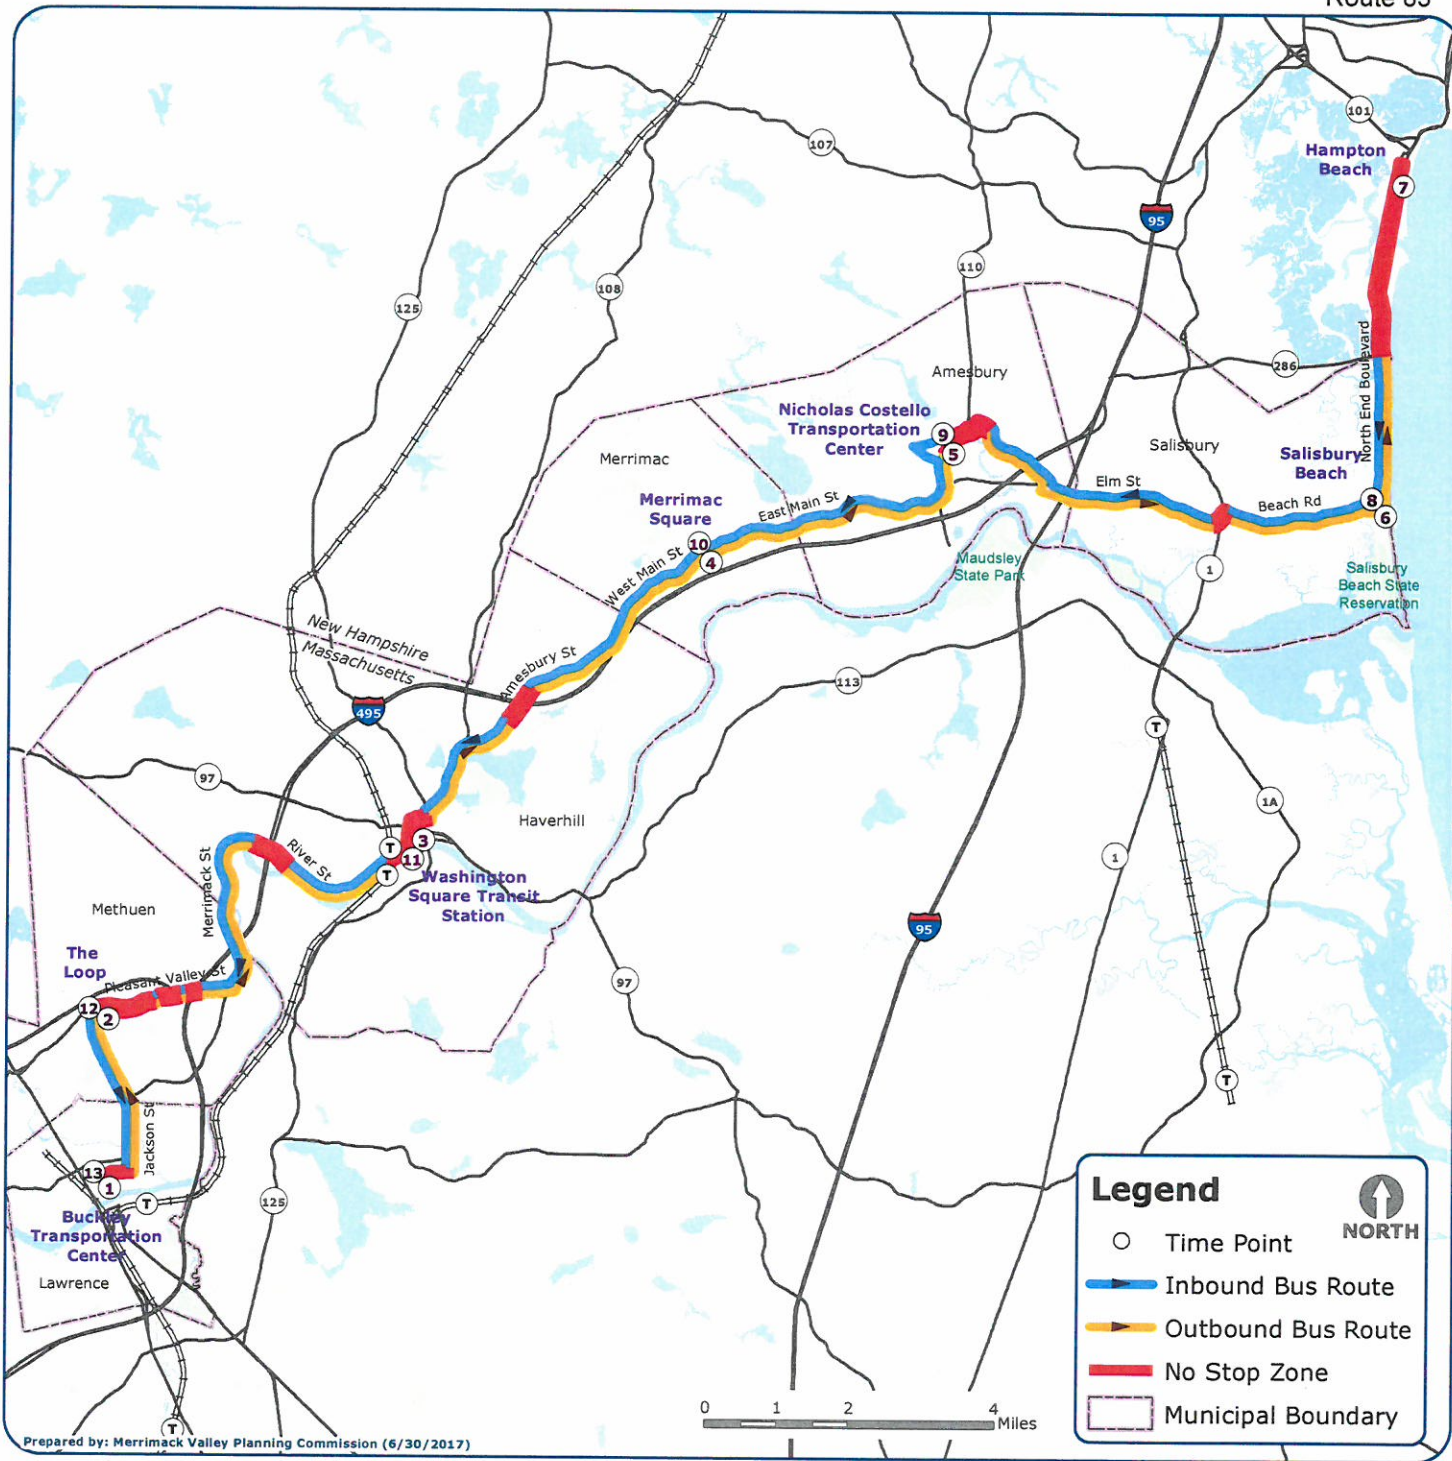 Route 83
101
Hampton
Beach
7
107
95
110
108
125
286
Amesbury
North End Boulevard
Nicholas Costello
Transportation
Center
9
5
Salisbury
Salisbury
Beach
Merrimac
Elm St
Beach Rd
8
6
Merrimac
Square
East Main St
10
4
West Main St
Maudsley
State Park
1
Salisbury
Beach State
Reservation
New Hampshire
Massachusetts
Amesbury St
113
495
T
97
1A
Haverhill
3
T
11
T
River St
Merrimack St
Washington
Square Transit
Station
1
Methuen
95
The
Loop
Pleasant Valley St
97
12
2
T
Jackson St
13
1
T
125
Buckley
Transportation
Center
Lawrence
Legend
NORTH
Time Point
Inbound Bus Route
Outbound Bus Route
No Stop Zone
Municipal Boundary
0 1 2 4
Miles
T
Prepared by: Merrimack Valley Planning Commission (6/30/2017)